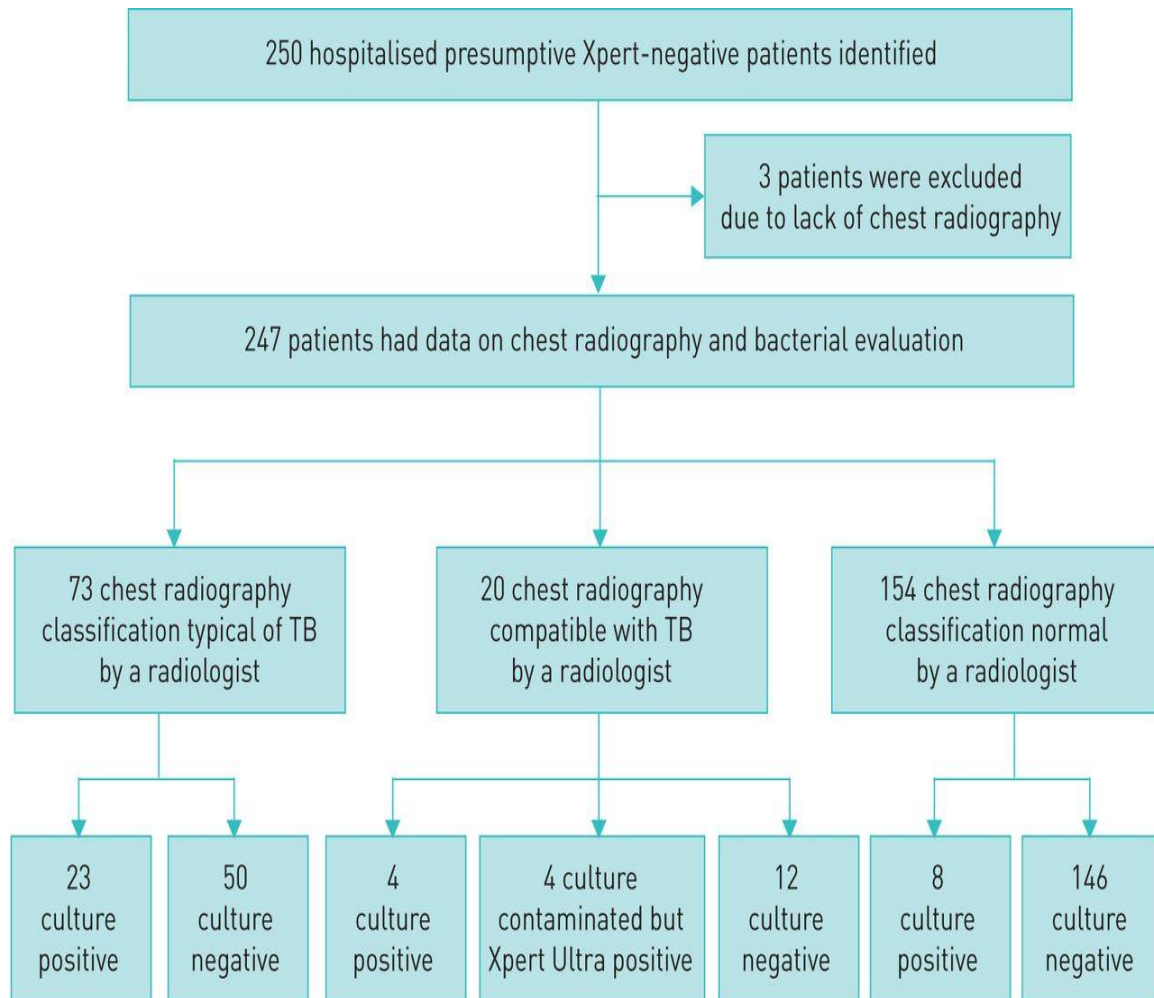 250 hospitalised presumptive Xpert-negative patients identified
3 patients were excluded
due to lack of chest radiography
247 patients had data on chest radiography and bacterial evaluation
73 chest radiography
classification typical of TB
by a radiologist
20 chest radiography
compatible with TB
by a radiologist
154 chest radiography
classification normal
by a radiologist
23
culture
positive
50
culture
negative
4
culture
positive
4 culture
contaminated but
Xpert Ultra positive
12
culture
negative
8
culture
positive
146
culture
negative